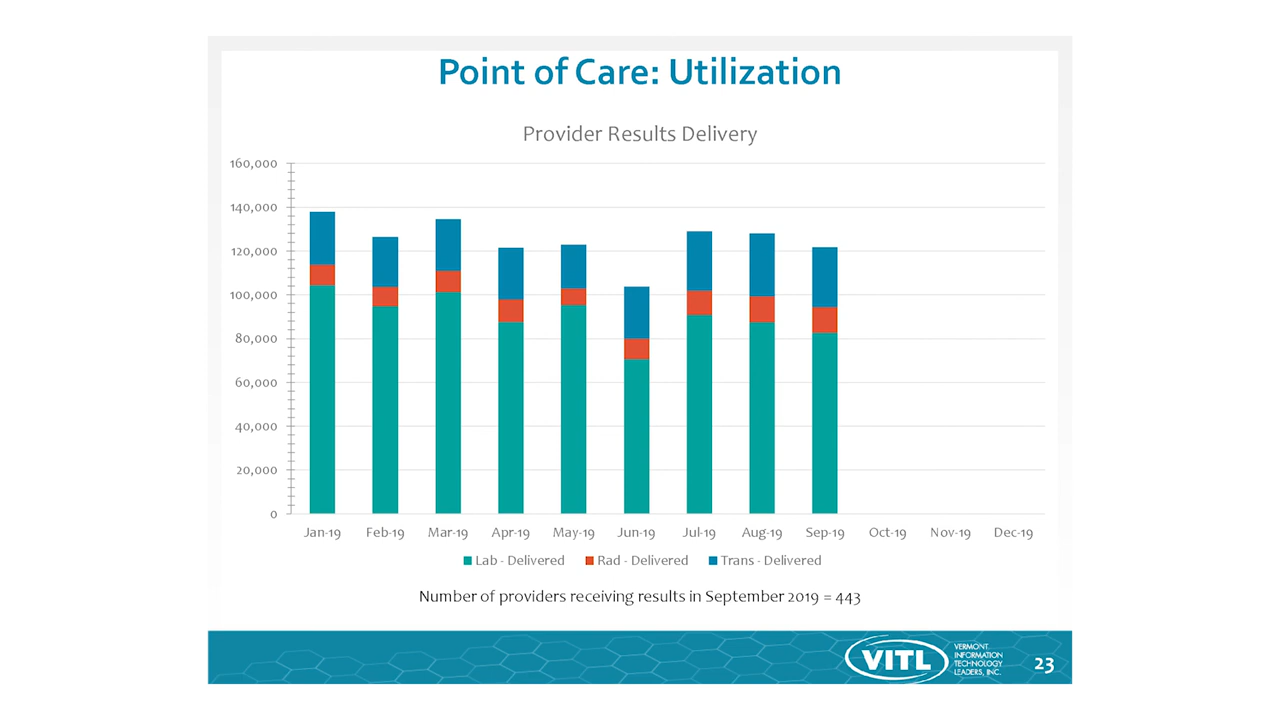 Point of Care: Utilization
Provider Results Delivery
160,000
140,000
120,000
100,000
80,000
60,000
40,000
20,000
0
Jan-19 Feb-19 Mar-19 Apr-19 May-19 Jun-19 Jul-19 Aug-19 Sep-19 Oct-19 Nov-19 Dec-19
Lab - Delivered Rad - Delivered Trans - Delivered
Number of providers receiving results in September 2019 = 443
VITL
VERMONT
INFORMATION
TECHNOLOGY
LEADERS, INC.
23